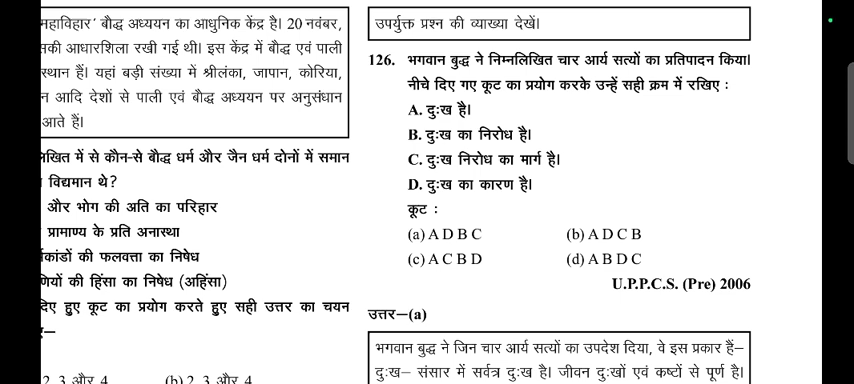 महाविहार' बौद्ध अध्ययन का आधुनिक केंद्र है। 20 नवंबर,
आधारशिला रखी गई थी। इस केंद्र में बौद्ध एवं पाली
हैं। यहां बड़ी संख्या में श्रीलंका, जापान, कोरिया,
आदि देशों से पाली एवं बौद्ध अध्ययन पर अनुसंधान
आते हैं।
में से कौन-से बौद्ध धर्म और जैन धर्म दोनों में समान
विद्यमान थे?
और भोग की अति का परिहार
प्रामाण्य के प्रति अनास्था
की फलवत्ता का निषेध
की हिंसा का निषेध (अहिंसा)
हुए कूट का प्रयोग करते हुए सही उत्तर का चयन
2, 3 और 4 (b) 2, 3 और 4
उपर्युक्त प्रश्न की व्याख्या देखें।
126. भगवान बुद्ध ने निम्नलिखित चार आर्य सत्यों का प्रतिपादन किया।
नीचे दिए गए कूट का प्रयोग करके उन्हें सही क्रम में रखिए :
A. दुःख है।
B. दुःख का निरोध है।
C. दुःख निरोध का मार्ग है।
D. दुःख का कारण है।
कूट :
(a) A D B C (b) A D C B
(c) A C B D (d) A B D C
U.P.P.C.S. (Pre) 2006
उत्तर–(a)
भगवान बुद्ध ने जिन चार आर्य सत्यों का उपदेश दिया, वे इस प्रकार हैं–
दुःख– संसार में सर्वत्र दुःख है। जीवन दुःखों एवं कष्टों से पूर्ण है।